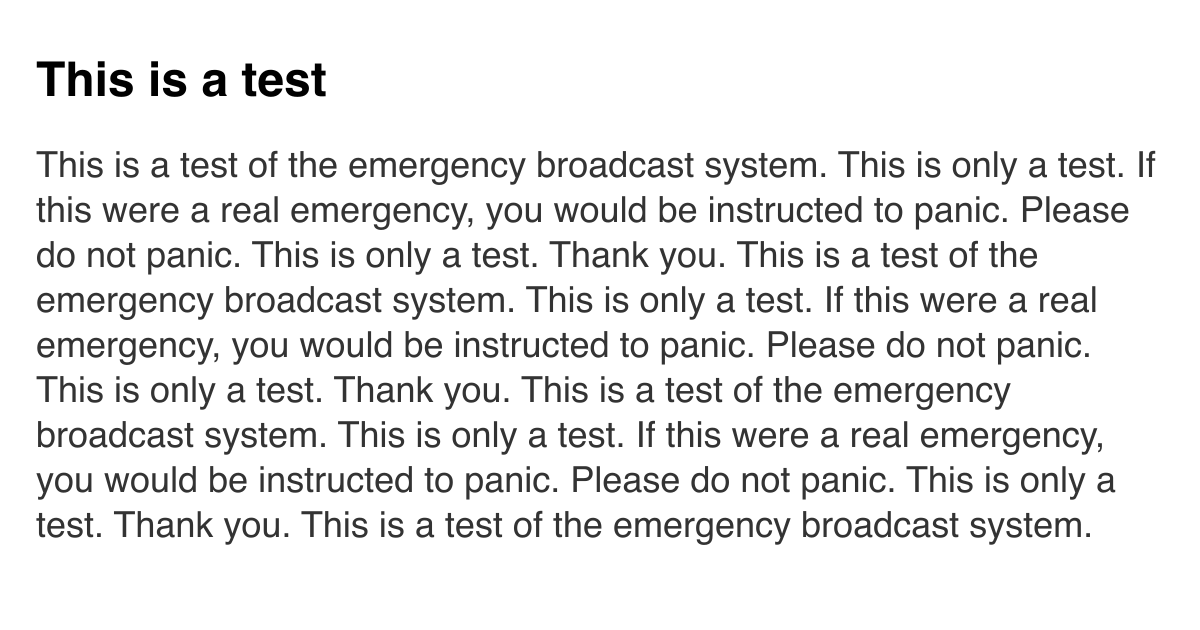 This is a test
This is a test of the emergency broadcast system. This is only a test. If
this were a real emergency, you would be instructed to panic. Please
do not panic. This is only a test. Thank you. This is a test of the
emergency broadcast system. This is only a test. If this were a real
emergency, you would be instructed to panic. Please do not panic.
This is only a test. Thank you. This is a test of the emergency
broadcast system. This is only a test. If this were a real emergency,
you would be instructed to panic. Please do not panic. This is only a
test. Thank you. This is a test of the emergency broadcast system.